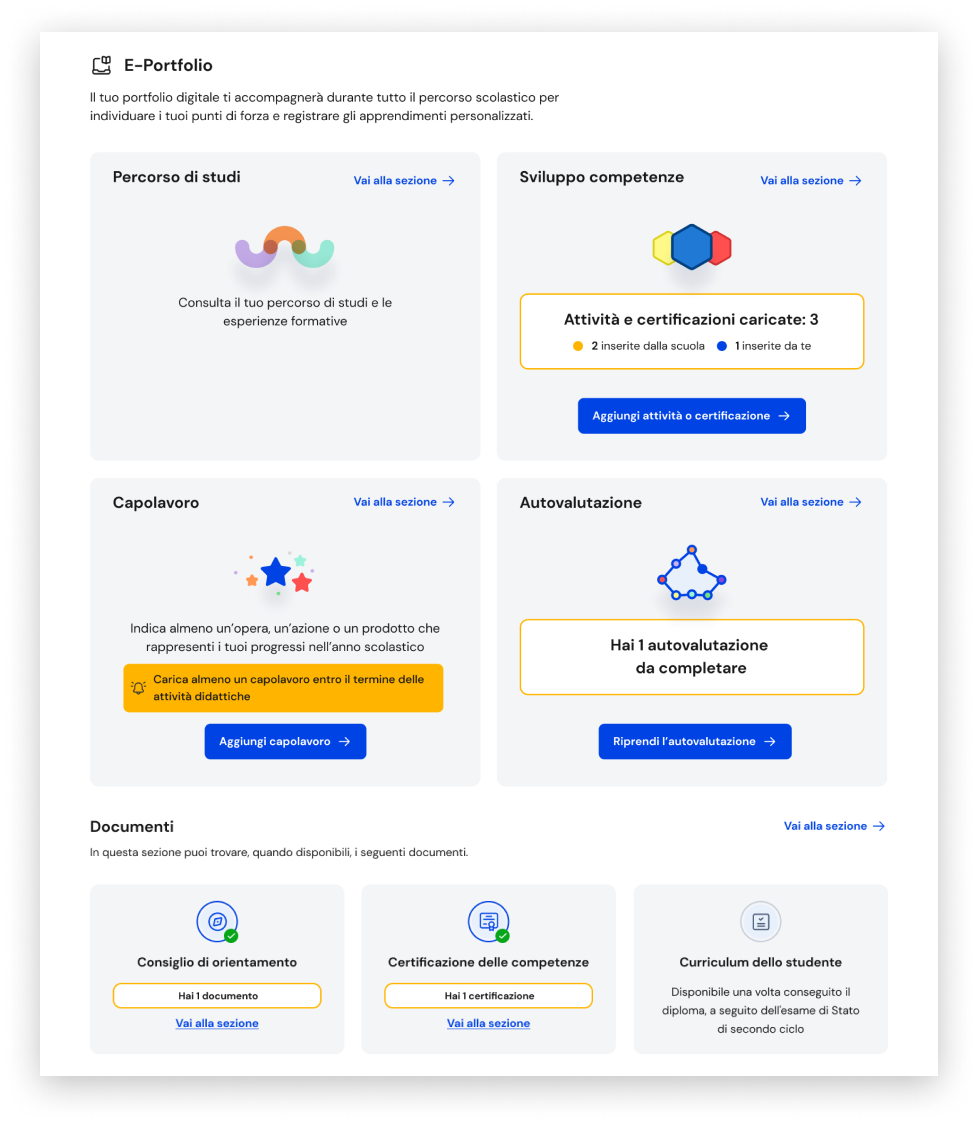 E-Portfolio
Il tuo portfolio digitale ti accompagnerà durante tutto il percorso scolastico per
individuare i tuoi punti di forza e registrare gli apprendimenti personalizzati.
Percorso di studi
Vai alla sezione →
Consulta il tuo percorso di studi e le
esperienze formative
Sviluppo competenze
Vai alla sezione →
Attività e certificazioni caricate: 3
2 inserite dalla scuola 1 inserite da te
Aggiungi attività o certificazione →
Capolavoro
Vai alla sezione →
Indica almeno un’opera, un’azione o un prodotto che
rappresenti i tuoi progressi nell’anno scolastico
Carica almeno un capolavoro entro il termine delle
attività didattiche
Aggiungi capolavoro →
Autovalutazione
Vai alla sezione →
Hai 1 autovalutazione
da completare
Riprendi l’autovalutazione →
Documenti
Vai alla sezione →
In questa sezione puoi trovare, quando disponibili, i seguenti documenti.
Consiglio di orientamento
Hai 1 documento
Vai alla sezione
Certificazione delle competenze
Hai 1 certificazione
Vai alla sezione
Curriculum dello studente
Disponibile una volta conseguito il
diploma, a seguito dell'esame di Stato
di secondo ciclo